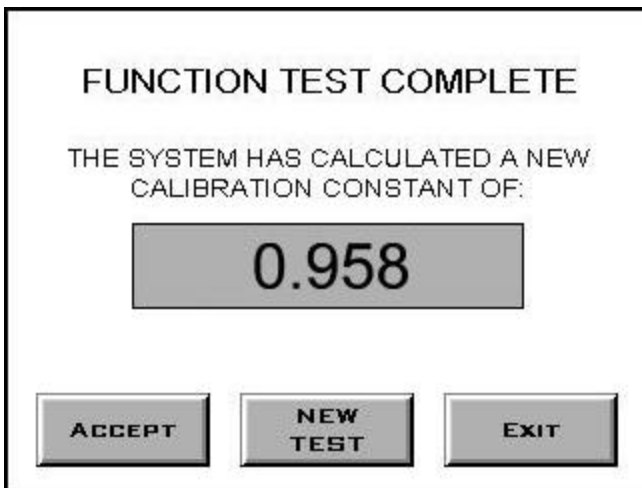 FUNCTION TEST COMPLETE
THE SYSTEM HAS CALCULATED A NEW
CALIBRATION CONSTANT OF:
0.958
ACCEPT
NEW
TEST
EXIT